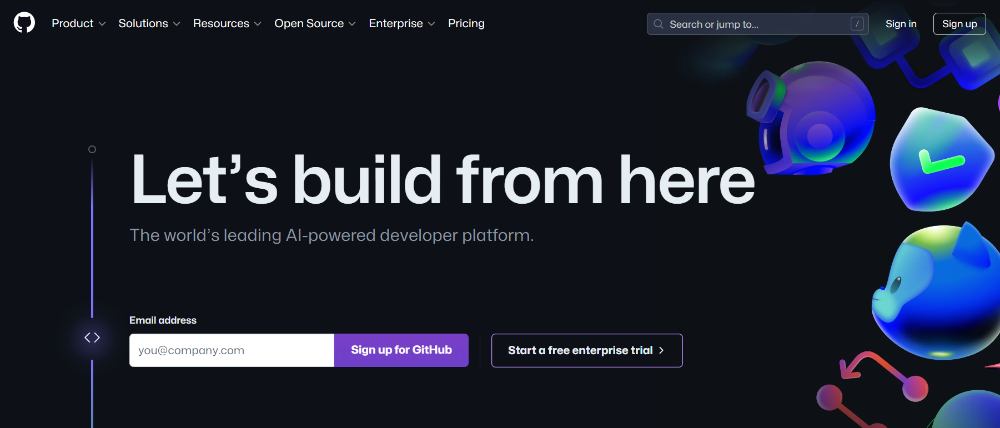 Product Solutions Resources Open Source Enterprise Pricing Search or jump to... / Sign in Sign up
Let’s build from here
The world’s leading AI-powered developer platform.
Email address
you@company.com Sign up for GitHub Start a free enterprise trial